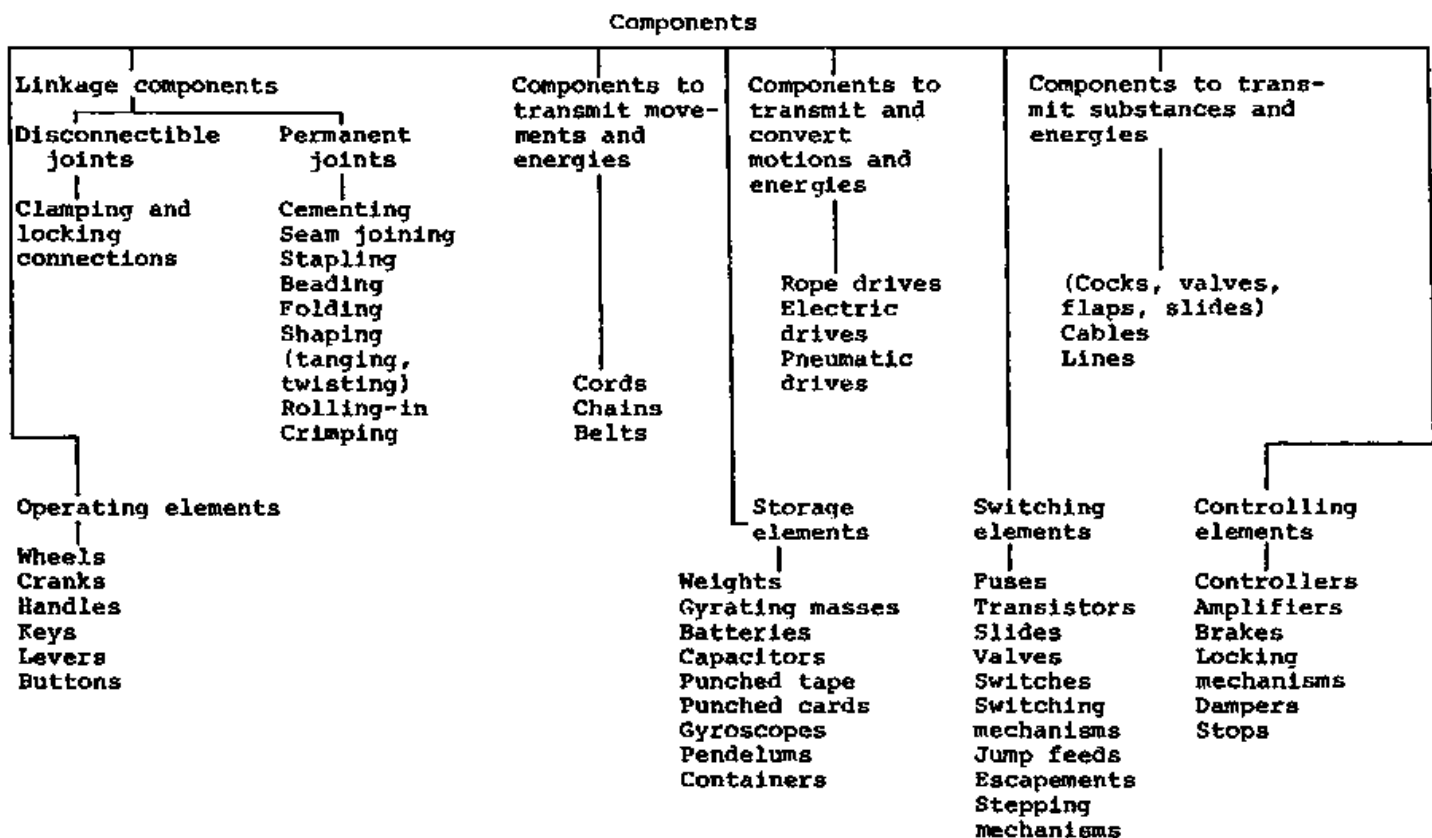 Components
Linkage components
Disconnectible
joints
Clamping and
locking
connections
Permanent
joints
Cementing
Seam joining
Stapling
Beading
Folding
Shaping
(tanging,
twisting)
Rolling-in
Crimping
Components to
transmit move-
ments and
energies
Cords
Chains
Belts
Components to
transmit and
convert
motions and
energies
Rope drives
Electric
drives
Pneumatic
drives
Components to trans-
mit substances and
energies
(Cocks, valves,
flaps, slides)
Cables
Lines
Operating elements
Wheels
Cranks
Handles
Keys
Levers
Buttons
Storage
elements
Weights
Gyrating masses
Batteries
Capacitors
Punched tape
Punched cards
Gyroscopes
Pendelums
Containers
Switching
elements
Fuses
Transistors
Slides
Valves
Switches
Switching
mechanisms
Jump feeds
Escapements
Stepping
mechanisms
Controlling
elements
Controllers
Amplifiers
Brakes
Locking
mechanisms
Dampers
Stops